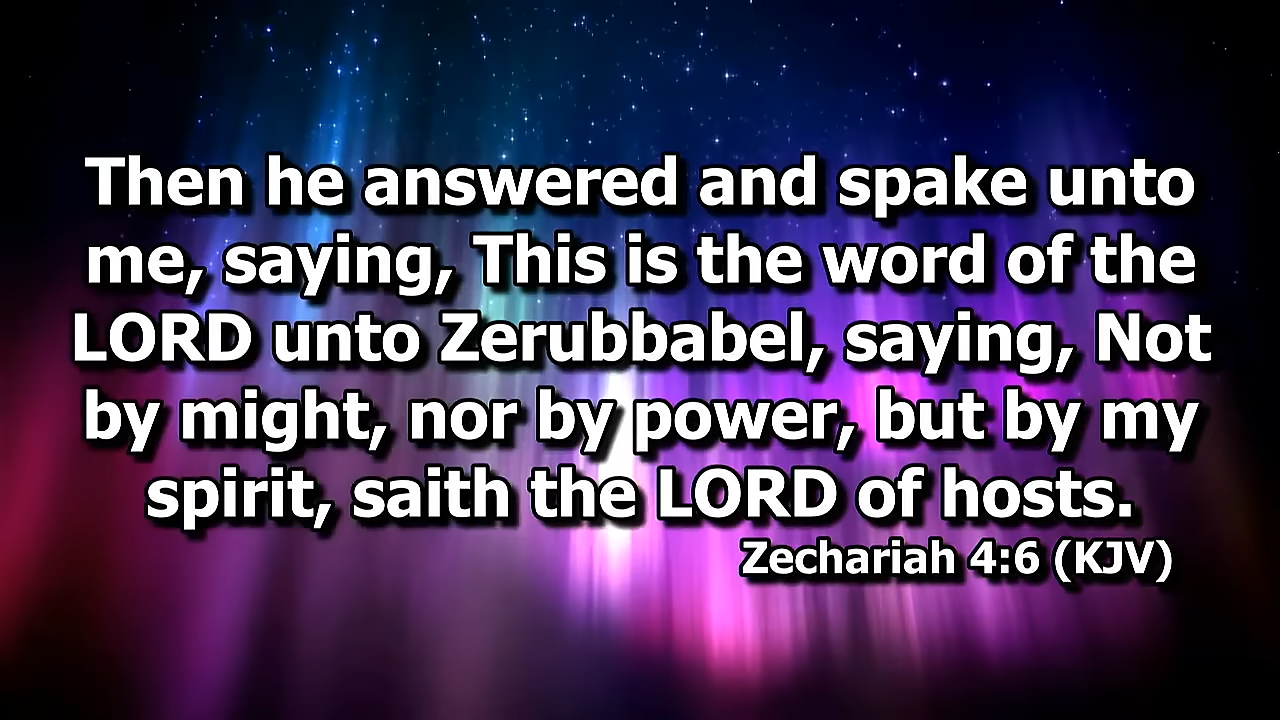 Then he answered and spake unto
me, saying, This is the word of the
LORD unto Zerubbabel, saying, Not
by might, nor by power, but by my
spirit, saith the LORD of hosts.
Zechariah 4:6 (KJV)